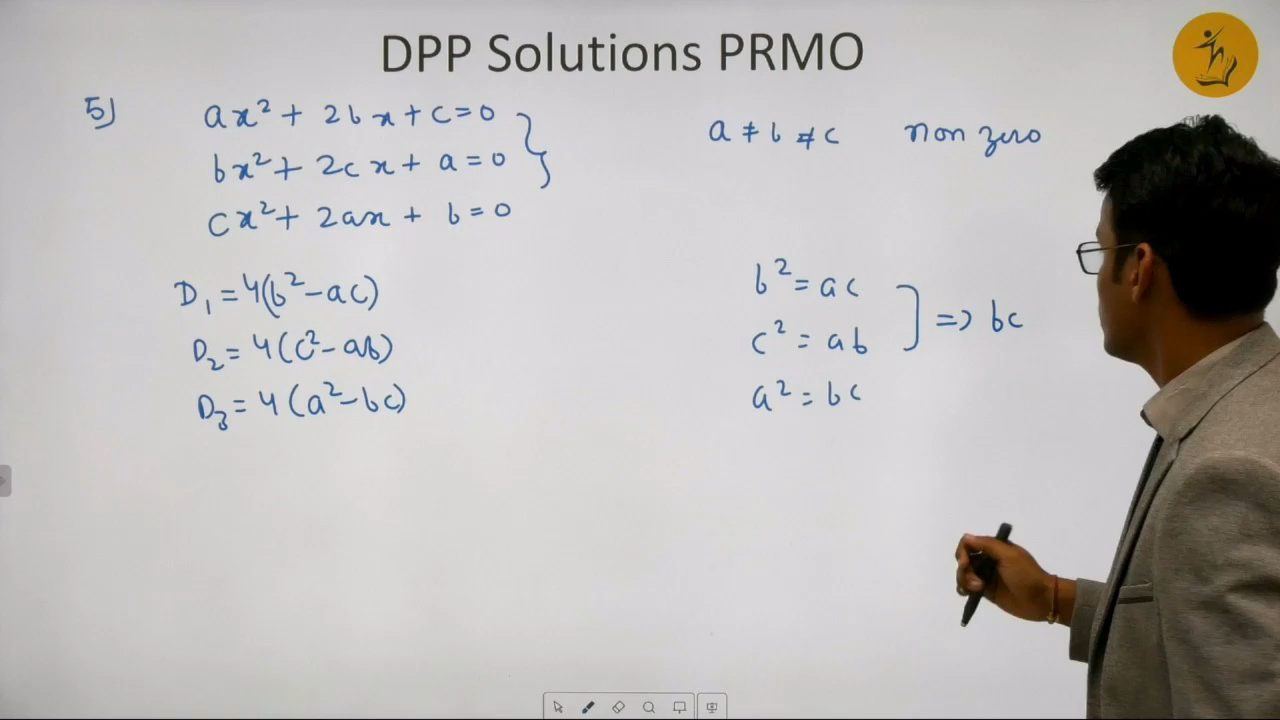 DPP Solutions PRMO
5) ax² + 2bx + c = 0
bx² + 2cx + a = 0
cx² + 2ax + b = 0
a ≠ b ≠ c non zero
D₁ = 4(b² - ac)
D₂ = 4(c² - ab)
D₃ = 4(a² - bc)
b² = ac
c² = ab
=> bc
a² = bc